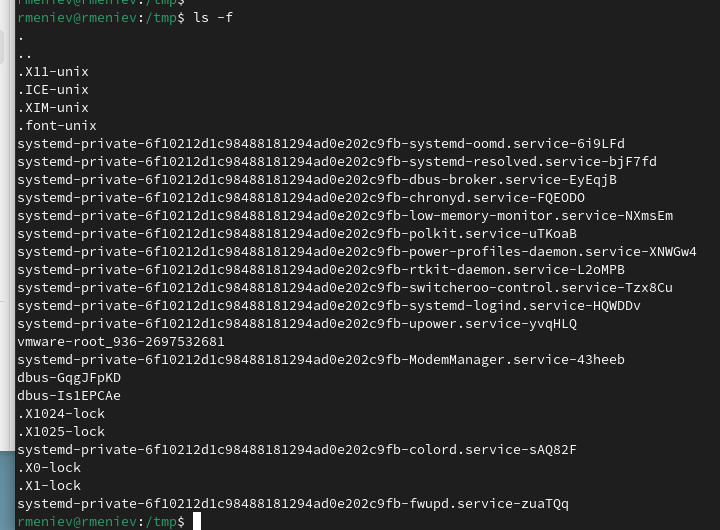 rmeniev@rmeniev:/tmp$
rmeniev@rmeniev:/tmp$ ls -f
.
..
.X11-unix
.ICE-unix
.XIM-unix
.font-unix
systemd-private-6f10212d1c98488181294ad0e202c9fb-systemd-oomd.service-6i9LFd
systemd-private-6f10212d1c98488181294ad0e202c9fb-systemd-resolved.service-bjF7fd
systemd-private-6f10212d1c98488181294ad0e202c9fb-dbus-broker.service-EyEqjB
systemd-private-6f10212d1c98488181294ad0e202c9fb-chronyd.service-FQEODO
systemd-private-6f10212d1c98488181294ad0e202c9fb-low-memory-monitor.service-NXmsEm
systemd-private-6f10212d1c98488181294ad0e202c9fb-polkit.service-uTKoaB
systemd-private-6f10212d1c98488181294ad0e202c9fb-power-profiles-daemon.service-XNWGw4
systemd-private-6f10212d1c98488181294ad0e202c9fb-rtkit-daemon.service-L2oMPB
systemd-private-6f10212d1c98488181294ad0e202c9fb-switcheroo-control.service-Tzx8Cu
systemd-private-6f10212d1c98488181294ad0e202c9fb-systemd-logind.service-HQWDDv
systemd-private-6f10212d1c98488181294ad0e202c9fb-upower.service-yvqHLQ
vmware-root_936-2697532681
systemd-private-6f10212d1c98488181294ad0e202c9fb-ModemManager.service-43heeb
dbus-GqgJFpKD
dbus-Is1EPCAe
.X1024-lock
.X1025-lock
systemd-private-6f10212d1c98488181294ad0e202c9fb-colord.service-sAQ82F
.X0-lock
.X1-lock
systemd-private-6f10212d1c98488181294ad0e202c9fb-fwupd.service-zuaTQq
rmeniev@rmeniev:/tmp$